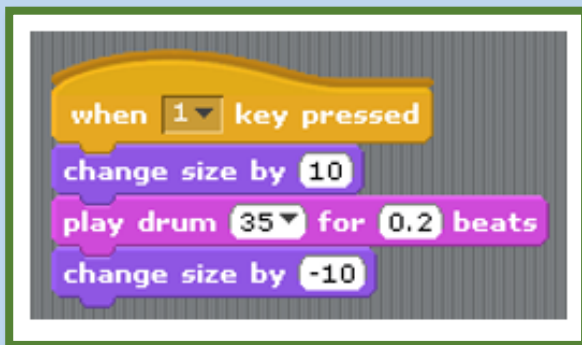 when 1 key pressed
change size by 10
play drum 35 for 0.2 beats
change size by -10